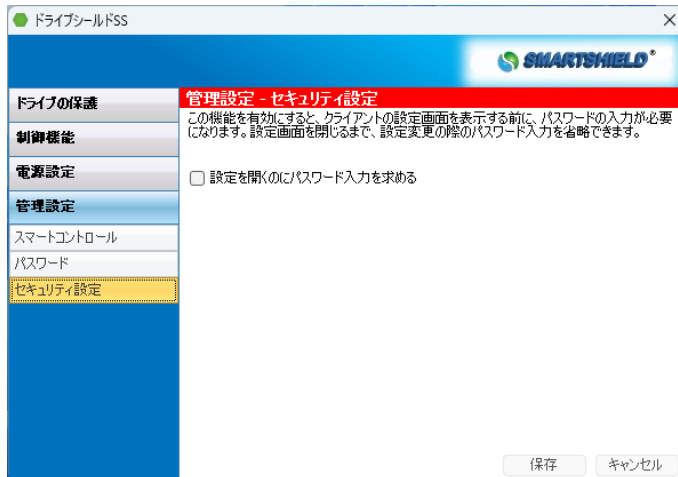 ドライブシールドSS
SMARTSHIELD®
ドライブの保護
制御機能
電源設定
管理設定
スマートコントロール
パスワード
セキュリティ設定
管理設定 - セキュリティ設定
この機能を有効にすると、クライアントの設定画面を表示する前に、パスワードの入力が必要
になります。設定画面を閉じるまで、設定変更の際のパスワード入力を省略できます。
設定を開くのにパスワード入力を求める
保存
キャンセル